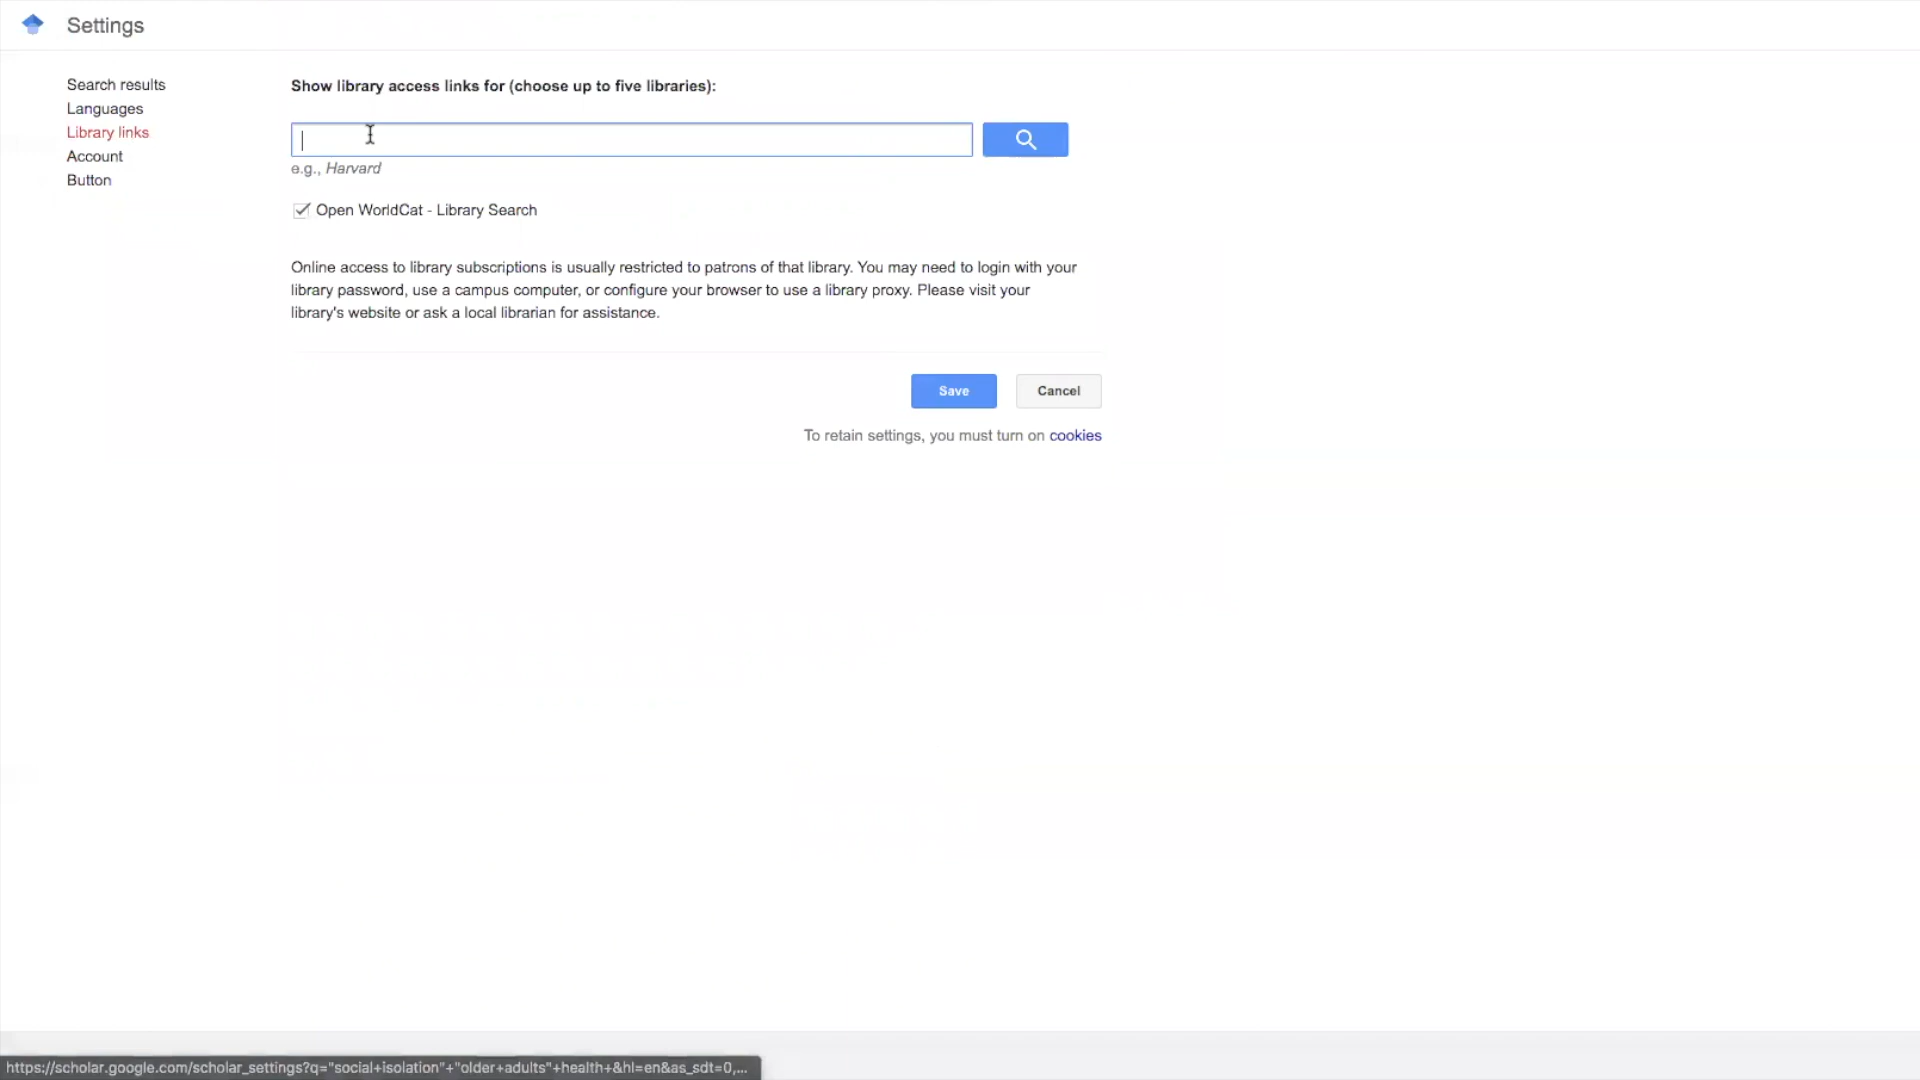 Settings
Search results
Languages
Library links
Account
Button
Show library access links for (choose up to five libraries):
e.g., Harvard
Open WorldCat - Library Search
Online access to library subscriptions is usually restricted to patrons of that library. You may need to login with your
library password, use a campus computer, or configure your browser to use a library proxy. Please visit your
library's website or ask a local librarian for assistance.
Save
Cancel
To retain settings, you must turn on cookies
https://scholar.google.com/scholar_settings?q="social+isolation"+"older+adults"+health+&hl=en&as_sdt=0,...